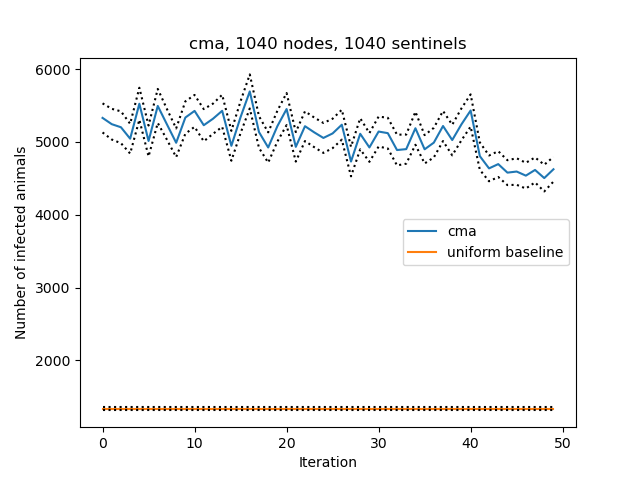 cma, 1040 nodes, 1040 sentinels
6000
5000
4000
3000
2000
Number of infected animals
cma
uniform baseline
0 10 20 30 40 50
Iteration